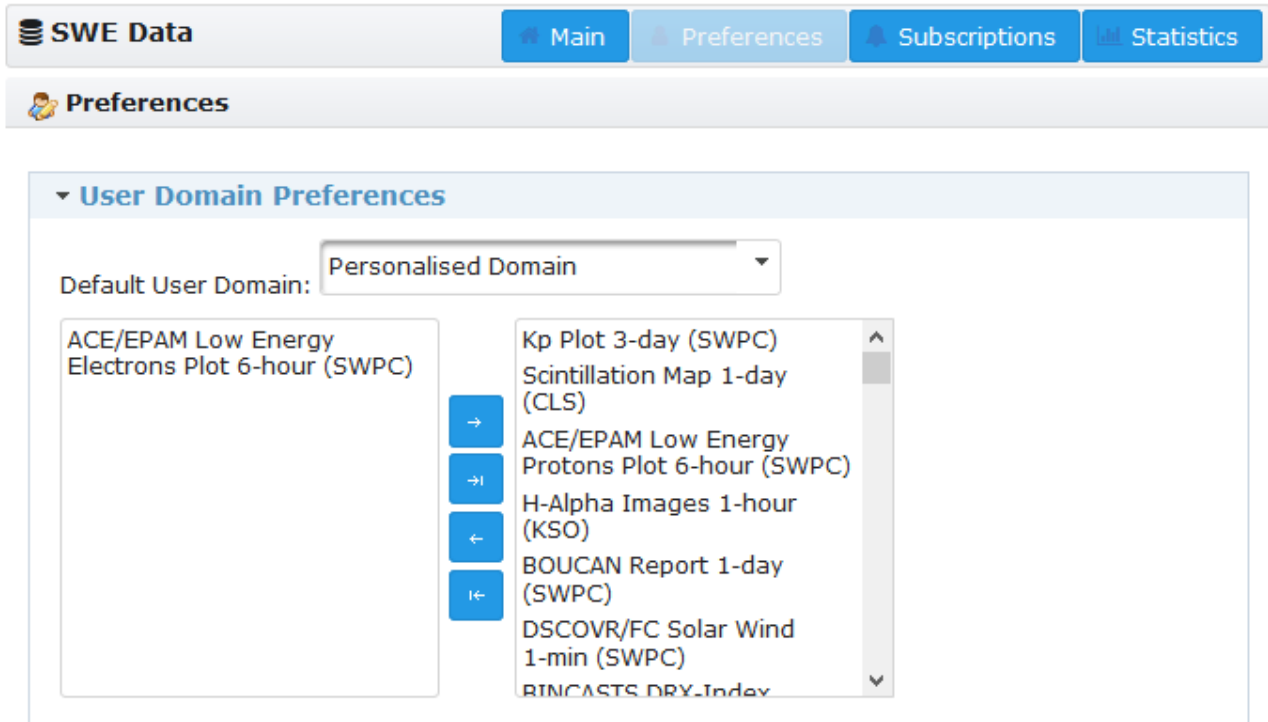 SWE Data
Main
Preferences
Subscriptions
Statistics
Preferences
User Domain Preferences
Default User Domain:
Personalised Domain
ACE/EPAM Low Energy
Electrons Plot 6-hour (SWPC)
Kp Plot 3-day (SWPC)
Scintillation Map 1-day
(CLS)
ACE/EPAM Low Energy
Protons Plot 6-hour (SWPC)
H-Alpha Images 1-hour
(KSO)
BOUCAN Report 1-day
(SWPC)
DSCOVR/FC Solar Wind
1-min (SWPC)
BINCASTS DRX-Index